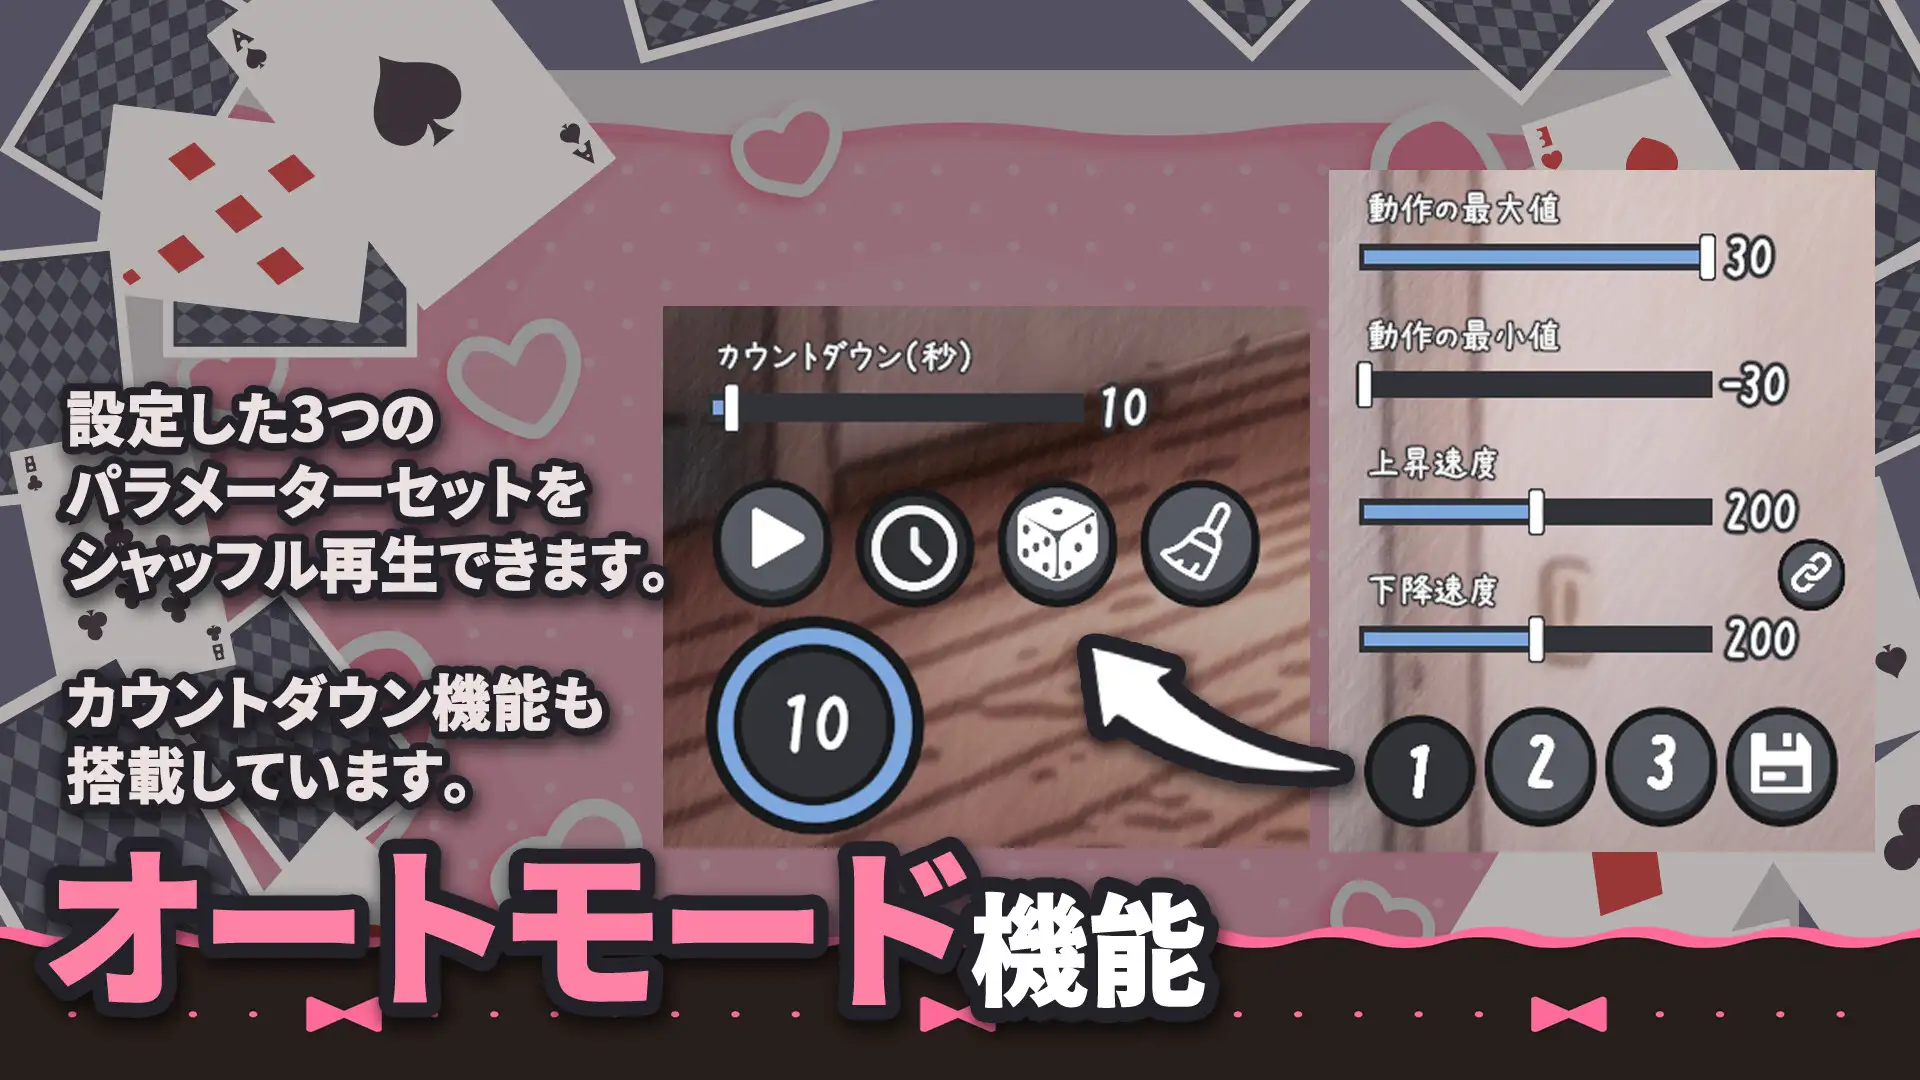 設定した3つの
パラメーターセットを
シャッフル再生できます。
カウントダウン機能も
搭載しています。
オートモード機能
カウントダウン(秒)
10
10
動作の最大値
30
動作の最小値
-30
上昇速度
200
下降速度
200
1
2
3
A
A
8
8